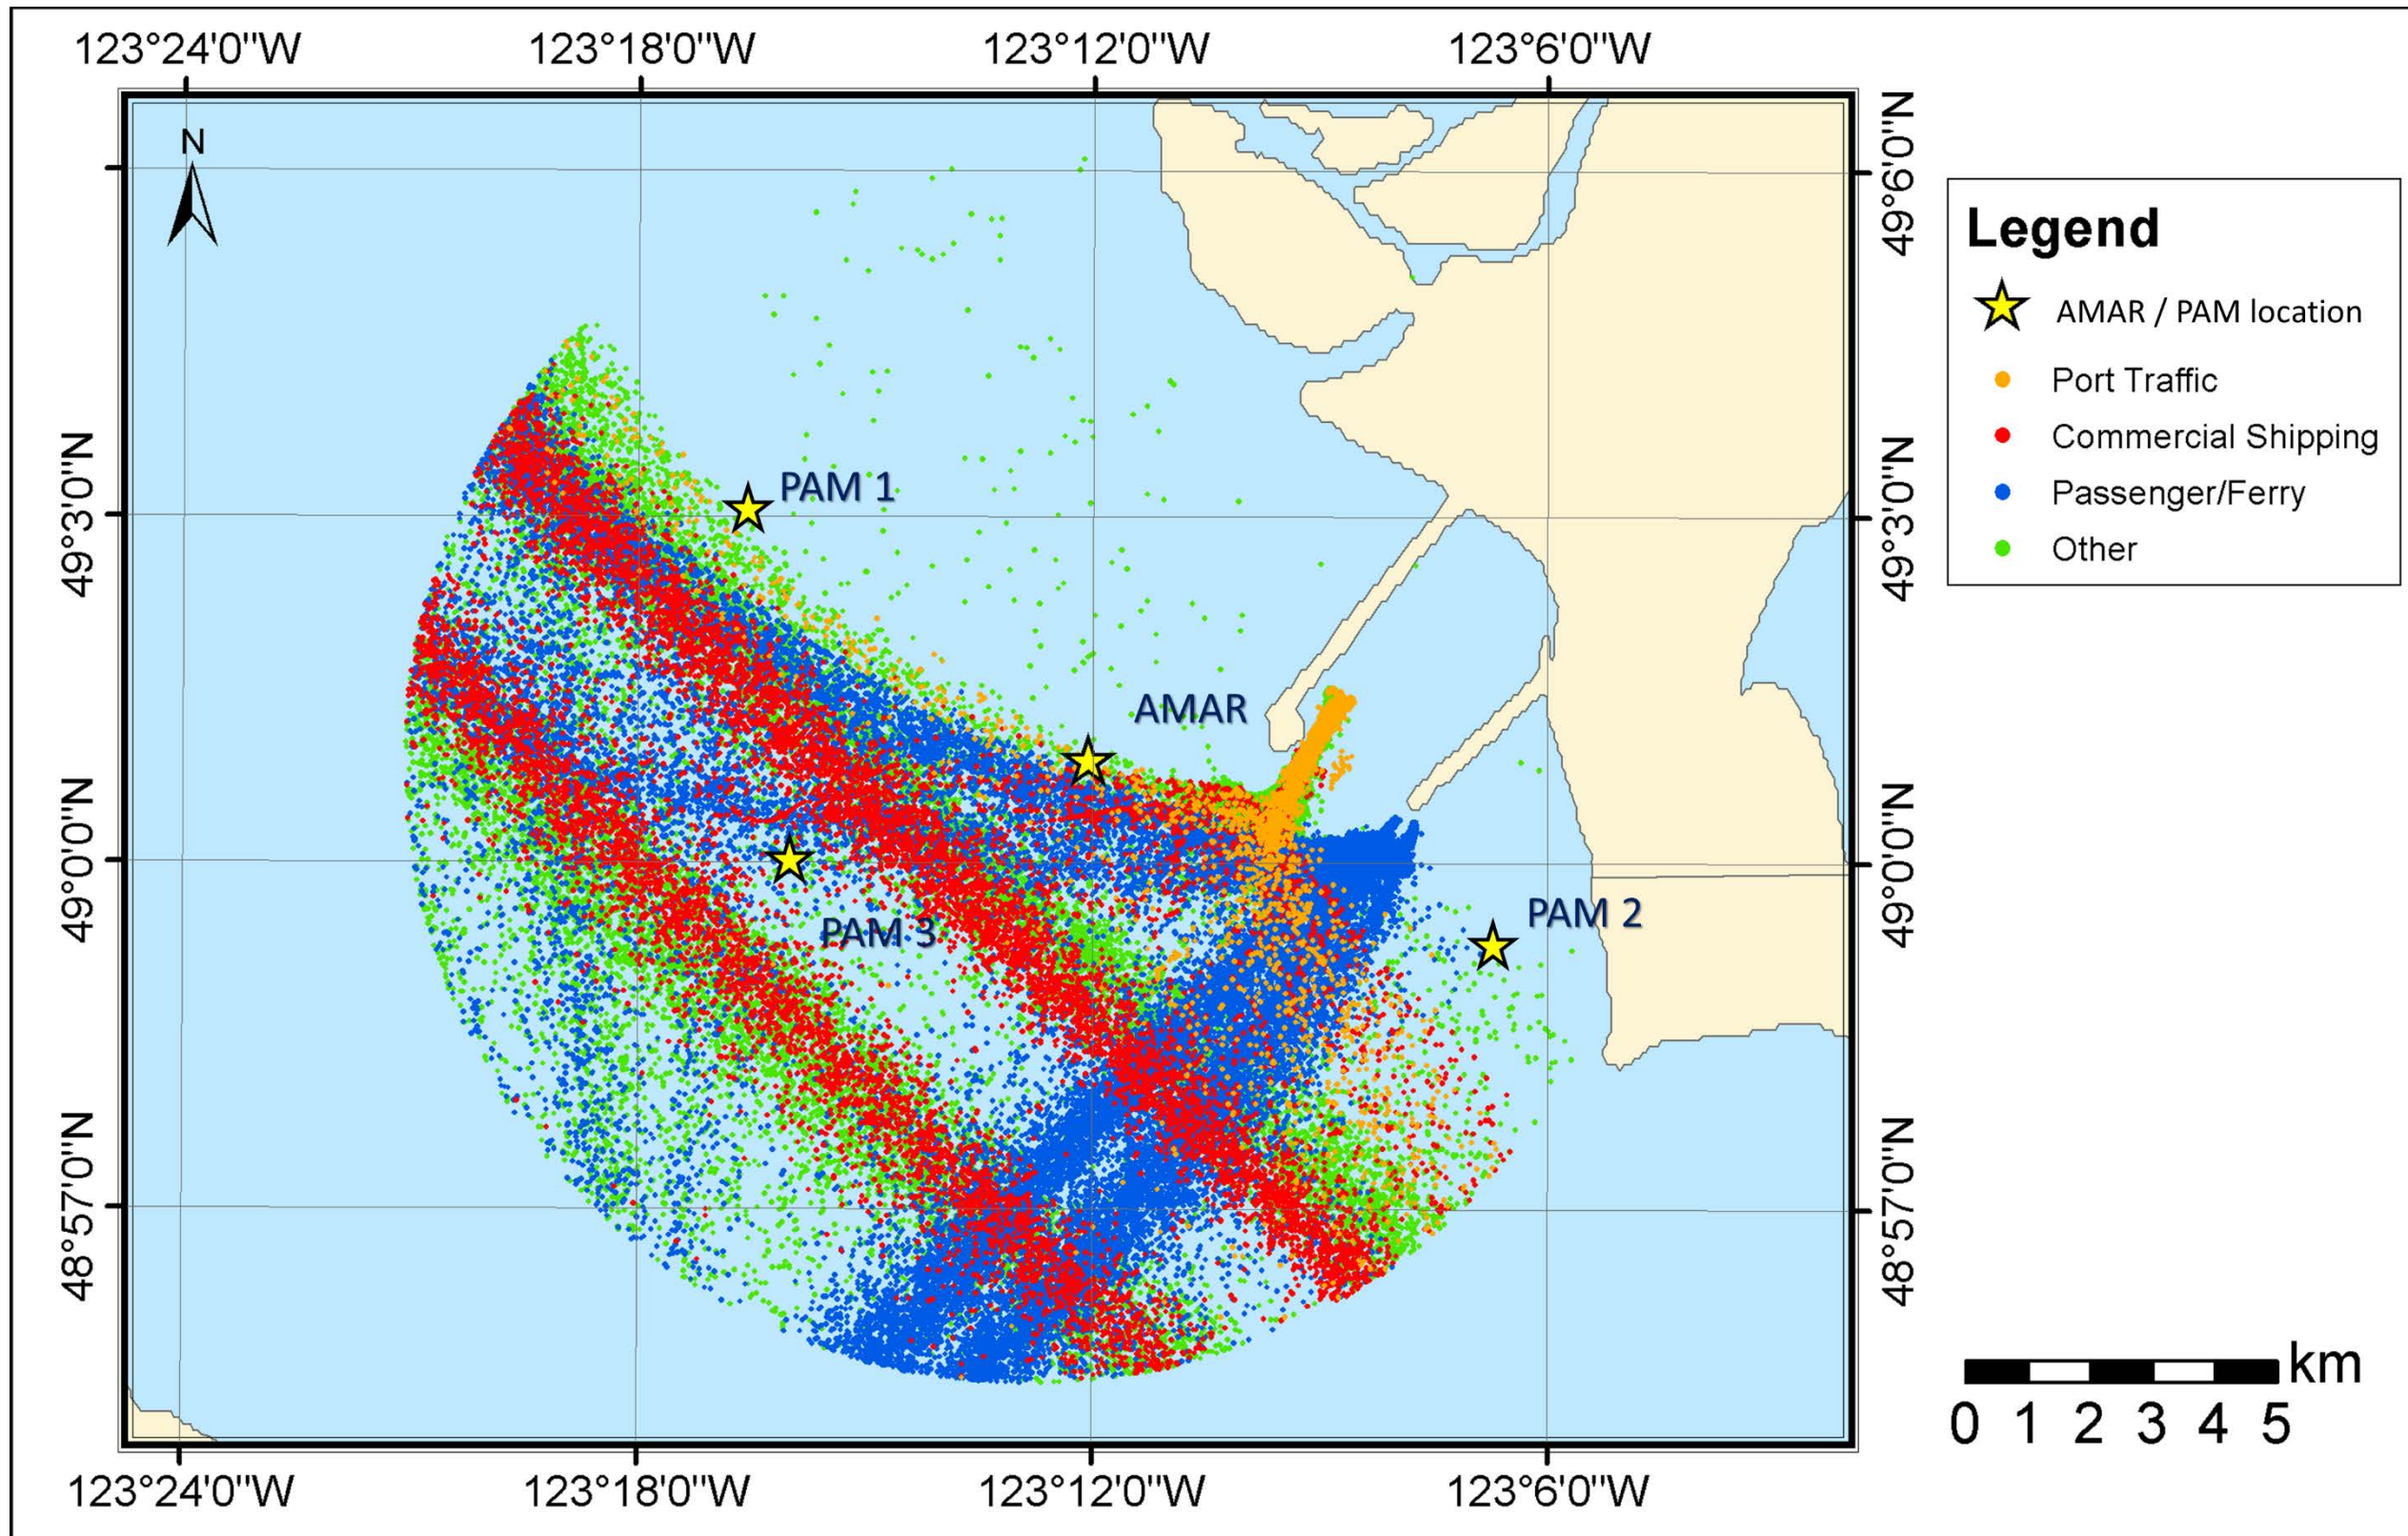 123°24'0"W 123°18'0"W 123°12'0"W 123°6'0"W
N
49°6'0"N
Legend
AMAR / PAM location
Port Traffic
Commercial Shipping
Passenger/Ferry
Other
49°3'0"N
PAM 1
49°3'0"N
AMAR
49°0'0"N
49°0'0"N
PAM 3
PAM 2
48°57'0"N
48°57'0"N
km
0 1 2 3 4 5
123°24'0"W 123°18'0"W 123°12'0"W 123°6'0"W